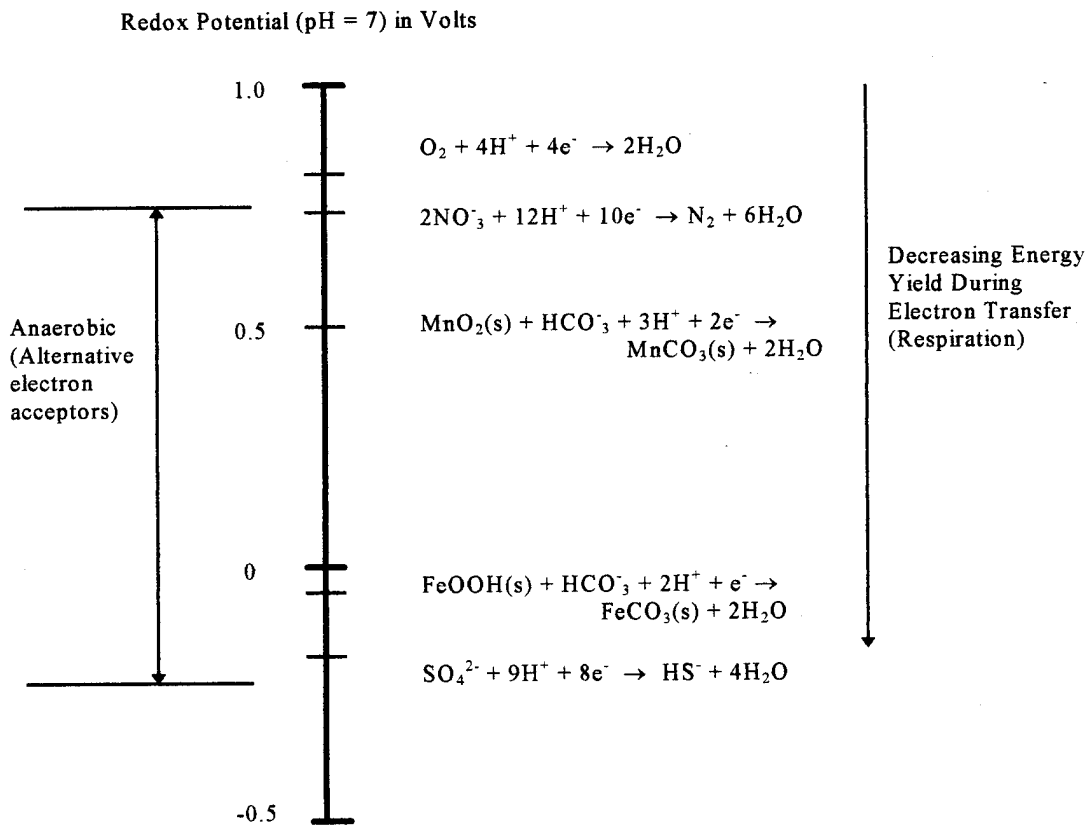 Redox Potential (pH = 7) in Volts
1.0
O₂ + 4H⁺ + 4e⁻ → 2H₂O
2NO⁻₃ + 12H⁺ + 10e⁻ → N₂ + 6H₂O
Decreasing Energy
Yield During
Electron Transfer
(Respiration)
Anaerobic
(Alternative
electron
acceptors)
0.5
MnO₂(s) + HCO⁻₃ + 3H⁺ + 2e⁻ →
MnCO₃(s) + 2H₂O
0
FeOOH(s) + HCO⁻₃ + 2H⁺ + e⁻ →
FeCO₃(s) + 2H₂O
SO₄²⁻ + 9H⁺ + 8e⁻ → HS⁻ + 4H₂O
-0.5